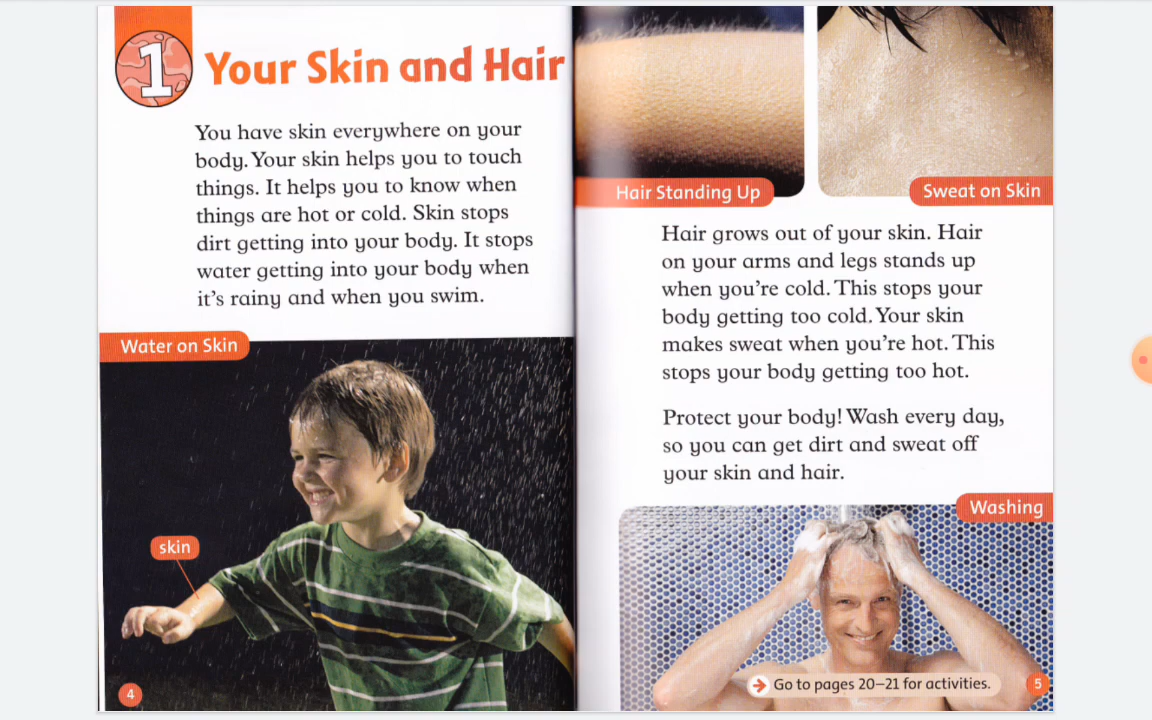 1
Your Skin and Hair
You have skin everywhere on your
body. Your skin helps you to touch
things. It helps you to know when
things are hot or cold. Skin stops
dirt getting into your body. It stops
water getting into your body when
it's rainy and when you swim.
Water on Skin
skin
4
Hair Standing Up
Sweat on Skin
Hair grows out of your skin. Hair
on your arms and legs stands up
when you're cold. This stops your
body getting too cold. Your skin
makes sweat when you're hot. This
stops your body getting too hot.
Protect your body! Wash every day,
so you can get dirt and sweat off
your skin and hair.
Washing
Go to pages 20–21 for activities.
5